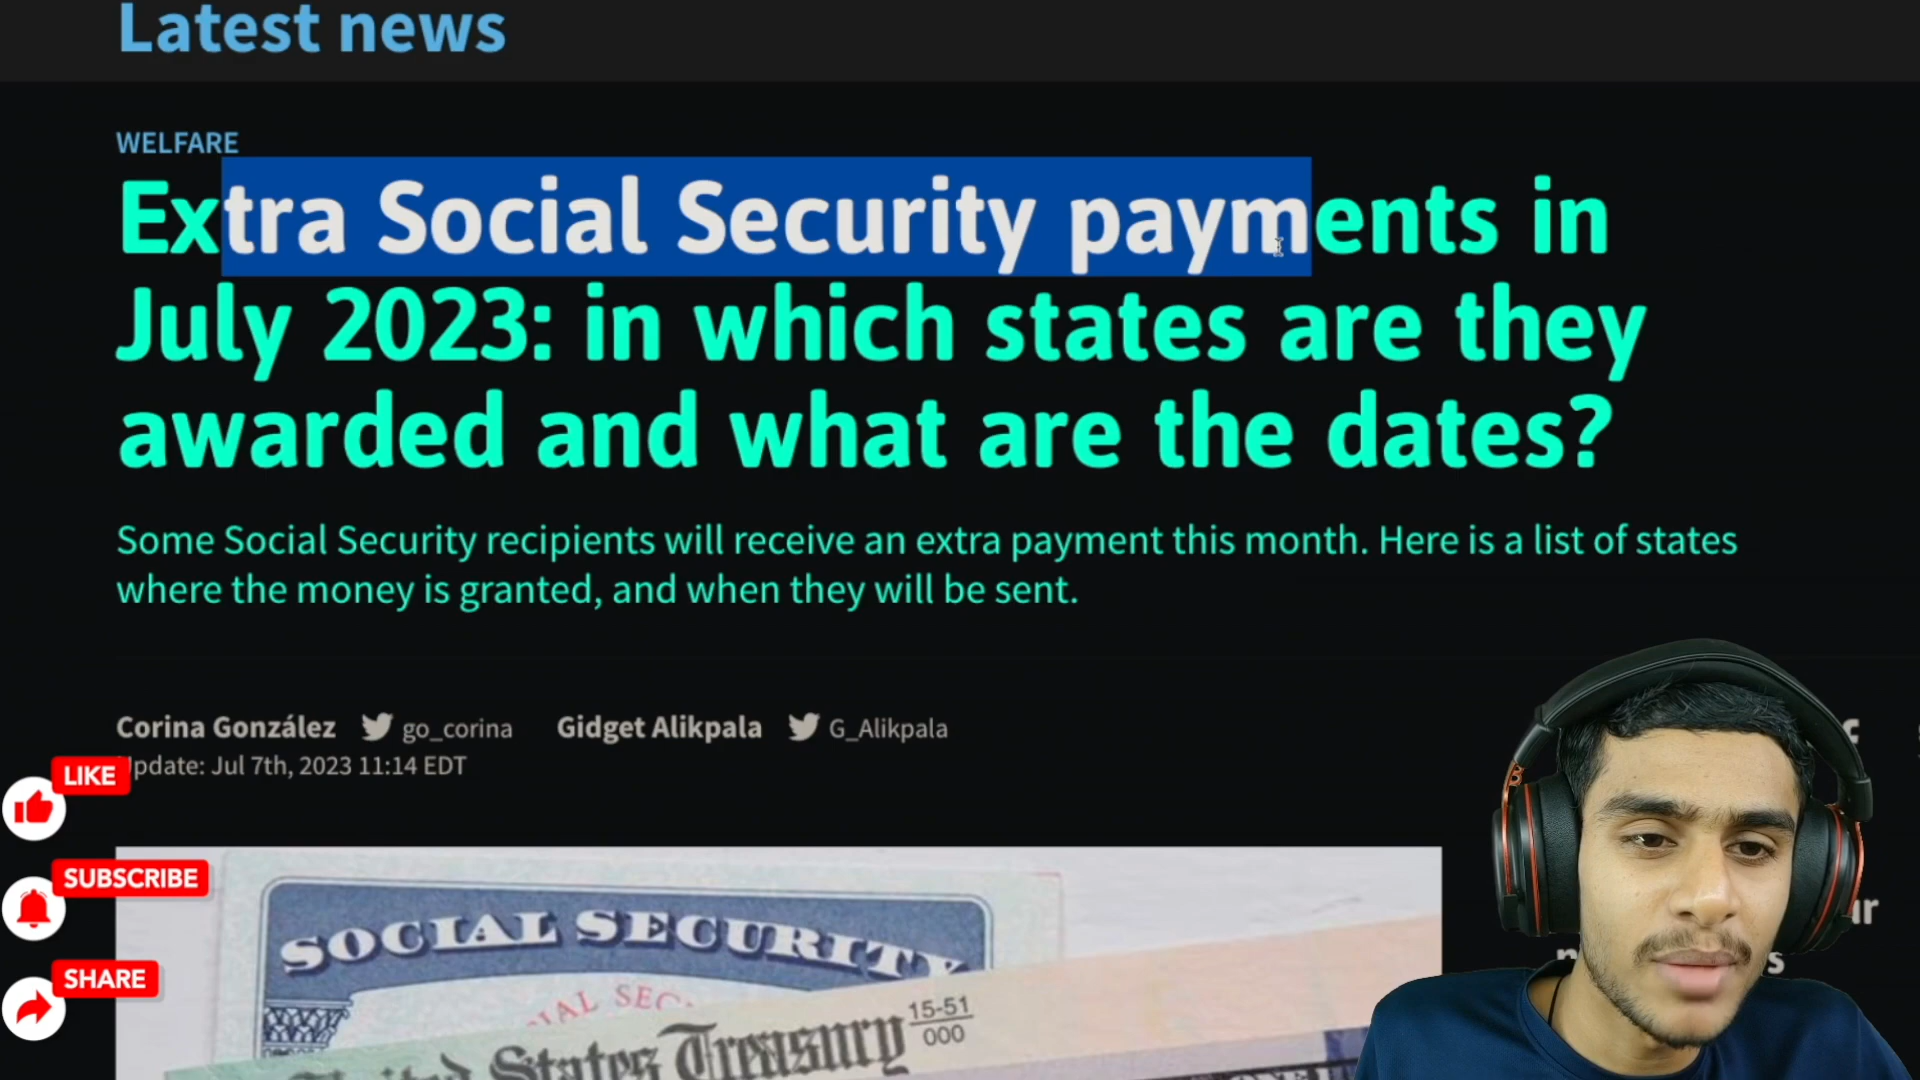 Latest news
WELFARE
Extra Social Security payments in
July 2023: in which states are they
awarded and what are the dates?
Some Social Security recipients will receive an extra payment this month. Here is a list of states
where the money is granted, and when they will be sent.
Corina González go_corina Gidget Alikpala G_Alikpala
Update: Jul 7th, 2023 11:14 EDT
LIKE
SUBSCRIBE
SHARE
SOCIAL SECURITY
15-51
000
United States Treasury